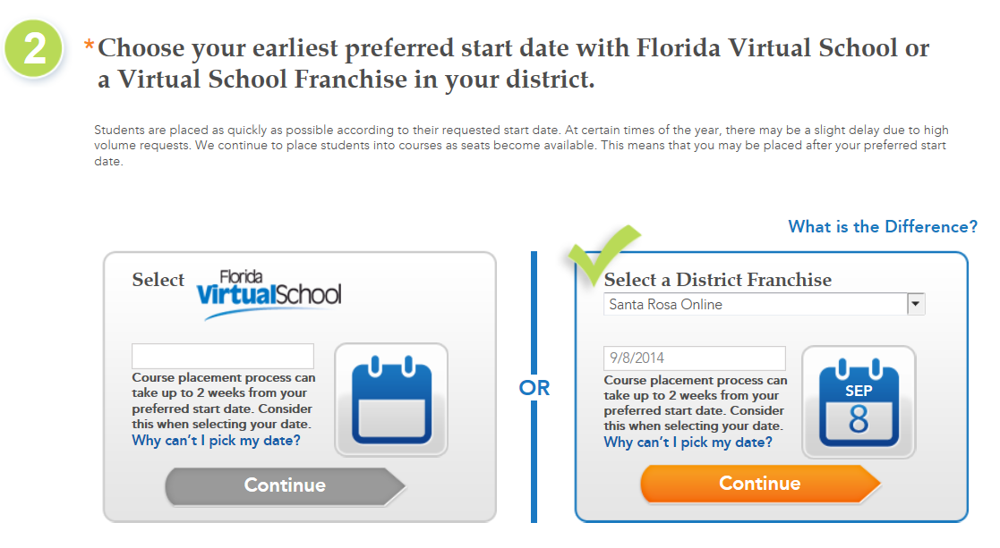 2
*Choose your earliest preferred start date with Florida Virtual School or
a Virtual School Franchise in your district.
Students are placed as quickly as possible according to their requested start date. At certain times of the year, there may be a slight delay due to high
volume requests. We continue to place students into courses as seats become available. This means that you may be placed after your preferred start
date.
What is the Difference?
Select Florida
VirtualSchool
Course placement process can
take up to 2 weeks from your
preferred start date. Consider
this when selecting your date.
Why can't I pick my date?
Continue
OR
Select a District Franchise
Santa Rosa Online
9/8/2014
Course placement process can
take up to 2 weeks from your
preferred start date. Consider
this when selecting your date.
Why can't I pick my date?
SEP
8
Continue